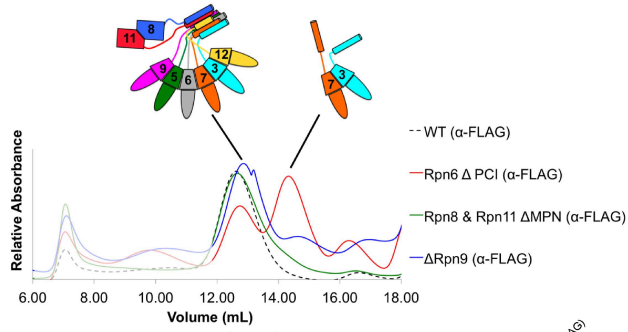 8
11
12
9
5
6
7
3
7
3
WT (α-FLAG)
Rpn6 Δ PCI (α-FLAG)
Rpn8 & Rpn11 ΔMPN (α-FLAG)
ΔRpn9 (α-FLAG)
Relative Absorbance
6.00 8.00 10.00 12.00 14.00 16.00 18.00
Volume (mL)
AG)